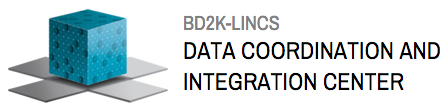 BD2K-LINCS
DATA COORDINATION AND
INTEGRATION CENTER